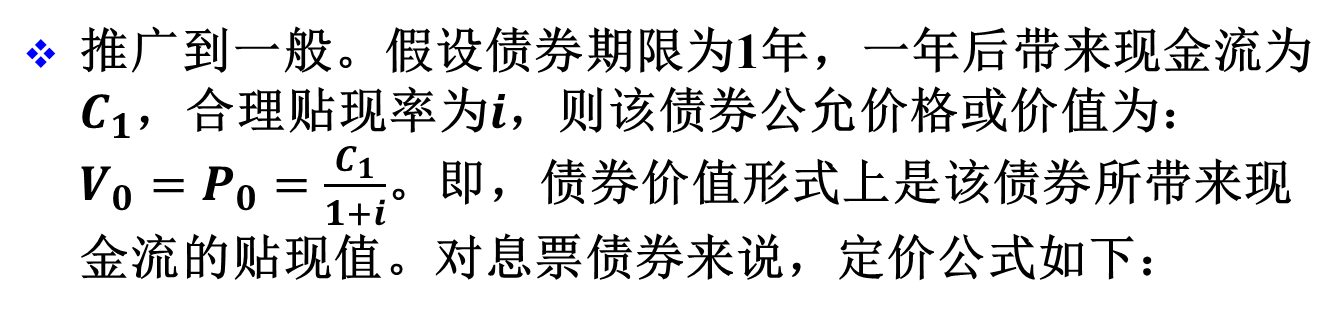 ❖ 推广到一般。假设债券期限为1年，一年后带来现金流为
C₁，合理贴现率为i，则该债券公允价格或价值为：
V₀ = P₀ = C₁/(1+i)。即，债券价值形式上是该债券所带来现
金流的贴现值。对息票债券来说，定价公式如下：